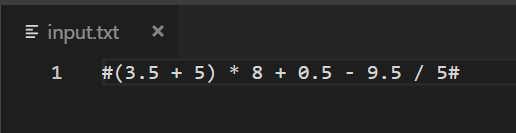 input.txt ×
1 #(3.5 + 5) * 8 + 0.5 - 9.5 / 5#